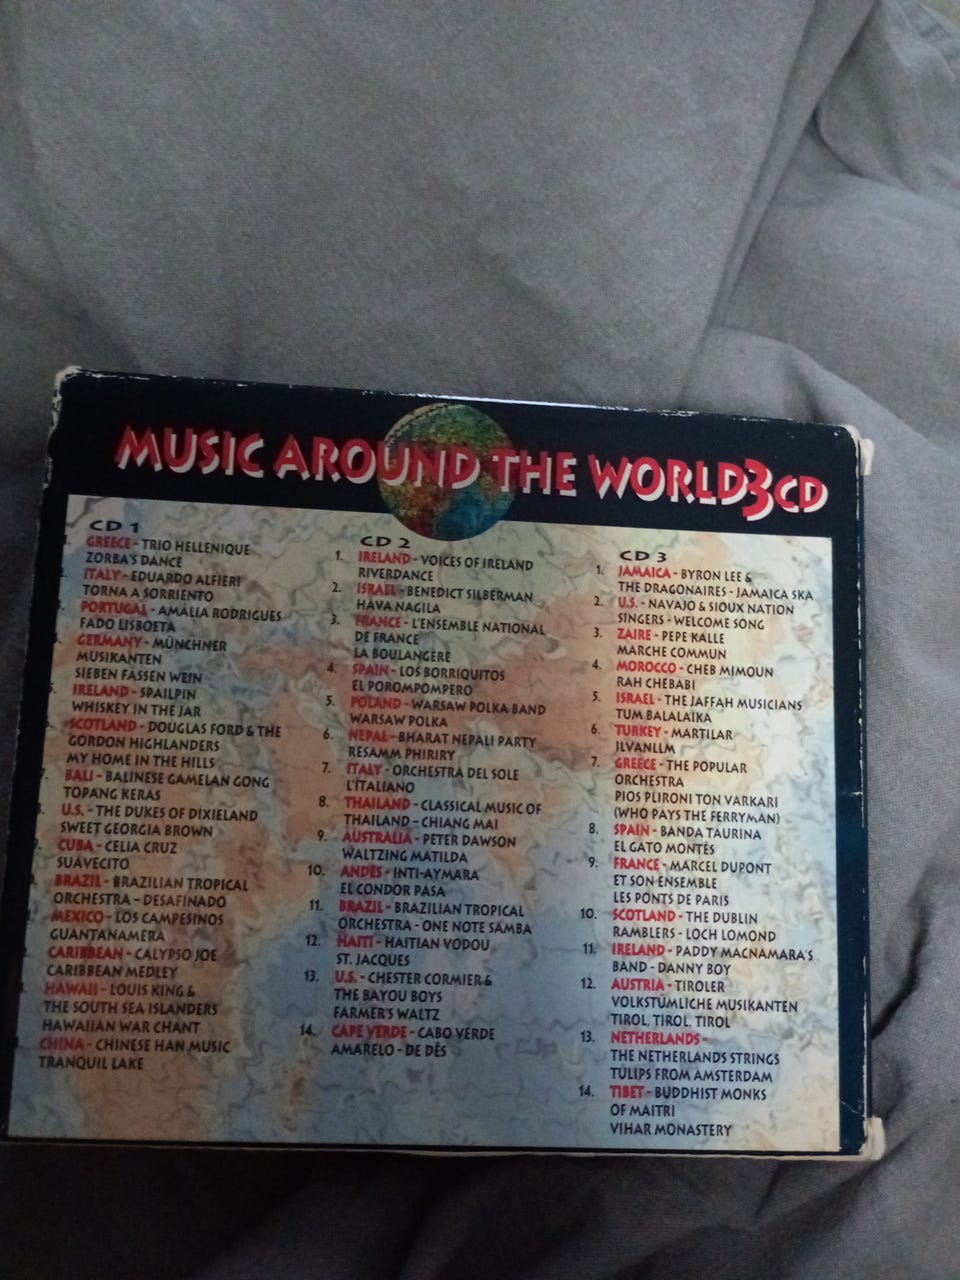 MUSIC AROUND THE WORLD 3CD
CD 1
GREECE - TRIO HELLENIQUE
ZORBA'S DANCE
ITALY - EDUARDO ALFIERI
TORNA A SORRIENTO
PORTUGAL - AMÁLIA RODRIGUES
FADO LISBOETA
GERMANY - MÜNCHNER
MUSIKANTEN
SIEBEN FASSEN WEIN
5. IRELAND - SPAILPIN
WHISKEY IN THE JAR
SCOTLAND - DOUGLAS FORD & THE
GORDON HIGHLANDERS
MY HOME IN THE HILLS
7. BALI - BALINESE GAMELAN GONG
TOPANG KERAS
U.S. - THE DUKES OF DIXIELAND
SWEET GEORGIA BROWN
CUBA - CELIA CRUZ
SUAVECITO
BRAZIL - BRAZILIAN TROPICAL
ORCHESTRA - DESAFINADO
MEXICO - LOS CAMPESINOS
GUANTANAMERA
CARIBBEAN - CALYPSO JOE
CARIBBEAN MEDLEY
HAWAII - LOUIS KING &
THE SOUTH SEA ISLANDERS
HAWAIIAN WAR CHANT
CHINA - CHINESE HAN MUSIC
TRANQUIL LAKE
CD 2
1. IRELAND - VOICES OF IRELAND
RIVERDANCE
2. ISRAEL - BENEDICT SILBERMAN
HAVA NAGILA
3. FRANCE - L'ENSEMBLE NATIONAL
DE FRANCE
LA BOULANGÈRE
4. SPAIN - LOS BORRIQUITOS
EL POROMPOMPERO
5. POLAND - WARSAW POLKA BAND
WARSAW POLKA
6. NEPAL - BHARAT NEPALI PARTY
RESAMM PHIRIRY
7. ITALY - ORCHESTRA DEL SOLE
L'ITALIANO
8. THAILAND - CLASSICAL MUSIC OF
THAILAND - CHIANG MAI
9. AUSTRALIA - PETER DAWSON
WALTZING MATILDA
10. ANDES - INTI-AYMARA
EL CONDOR PASA
11. BRAZIL - BRAZILIAN TROPICAL
ORCHESTRA - ONE NOTE SAMBA
12. HAITI - HAITIAN VODOU
ST. JACQUES
13. U.S. - CHESTER CORMIER &
THE BAYOU BOYS
FARMER'S WALTZ
14. CAPE VERDE - CABO VERDE
AMARELO - DE DÉS
CD 3
1. JAMAICA - BYRON LEE &
THE DRAGONAIRES - JAMAICA SKA
2. U.S. - NAVAJO & SIOUX NATION
SINGERS - WELCOME SONG
3. ZAIRE - PEPE KALLE
MARCHE COMMUN
4. MOROCCO - CHEB MIMOUN
RAH CHEBABI
5. ISRAEL - THE JAFFAH MUSICIANS
TUM BALALAÏKA
6. TURKEY - MARTILAR
ILVANLLM
7. GREECE - THE POPULAR
ORCHESTRA
PIOS PLIRONI TON VARKARI
(WHO PAYS THE FERRYMAN)
8. SPAIN - BANDA TAURINA
EL GATO MONTÉS
9. FRANCE - MARCEL DUPONT
ET SON ENSEMBLE
LES PONTS DE PARIS
10. SCOTLAND - THE DUBLIN
RAMBLERS - LOCH LOMOND
11. IRELAND - PADDY MACNAMARA'S
BAND - DANNY BOY
12. AUSTRIA - TIROLER
VOLKSTÜMLICHE MUSIKANTEN
TIROL, TIROL, TIROL
13. NETHERLANDS -
THE NETHERLANDS STRINGS
TULIPS FROM AMSTERDAM
14. TIBET - BUDDHIST MONKS
OF MAITRI
VIHAR MONASTERY